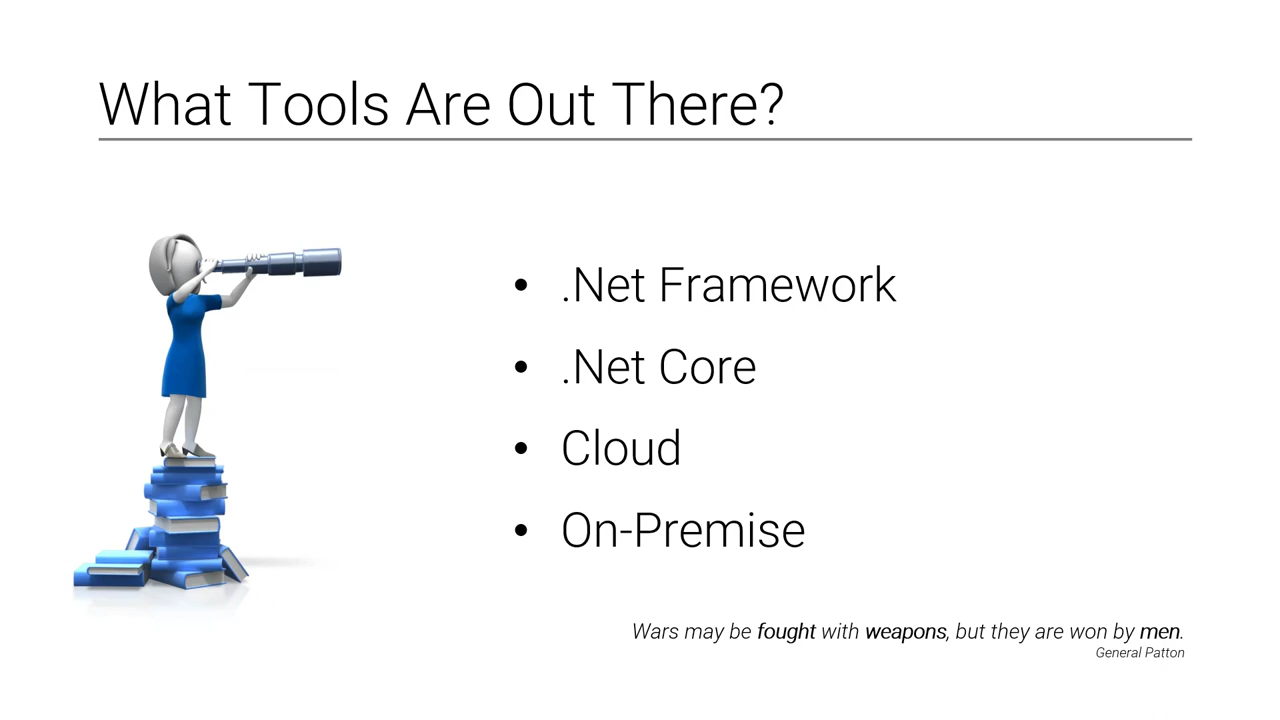 What Tools Are Out There?
• .Net Framework
• .Net Core
• Cloud
• On-Premise
Wars may be fought with weapons, but they are won by men.
General Patton